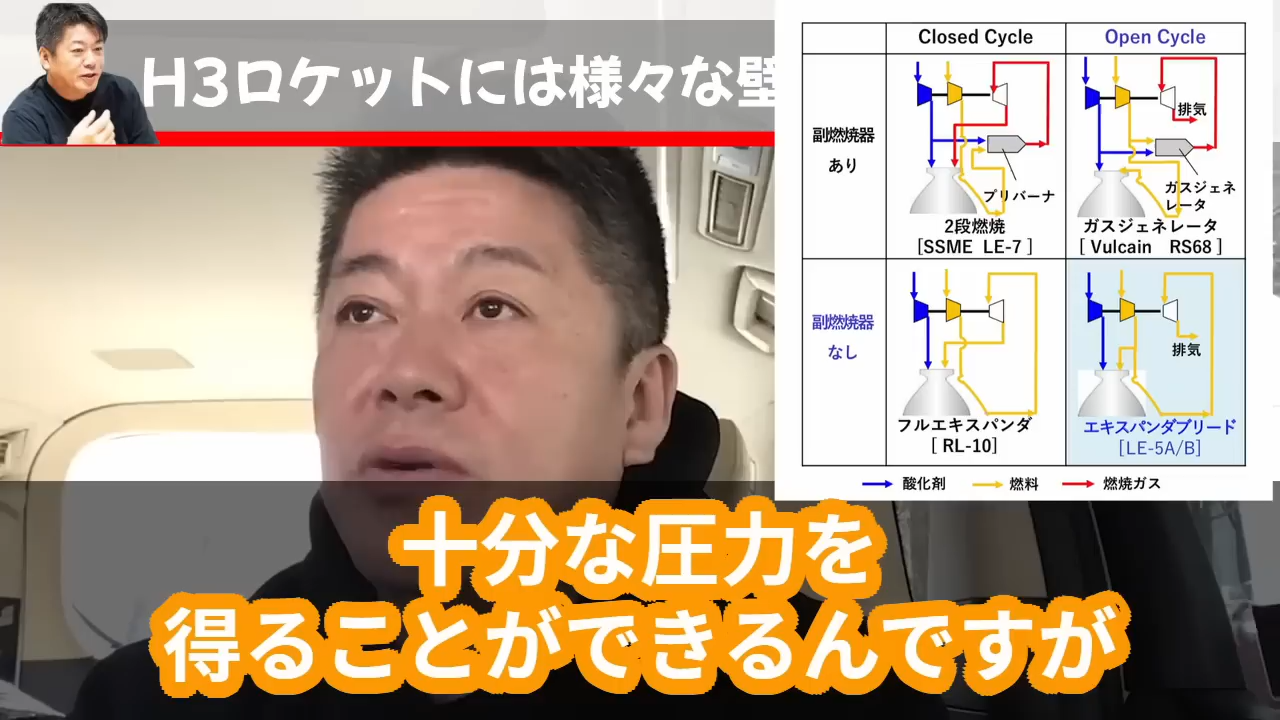 H3ロケットには様々な壁
Closed Cycle
Open Cycle
副燃焼器
あり
排気
プリバーナ
ガスジェネ
レータ
2段燃焼
[SSME LE-7 ]
ガスジェネレータ
[ Vulcain RS68 ]
副燃焼器
なし
排気
フルエキスパンダ
[ RL-10]
エキスパンダブリード
[LE-5A/B]
酸化剤
燃料
燃焼ガス
十分な圧力を
得ることができるんですが